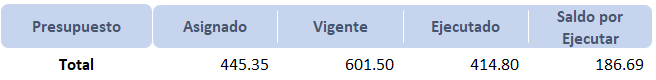 Presupuesto Asignado Vigente Ejecutado Saldo por Ejecutar
Total 445.35 601.50 414.80 186.69